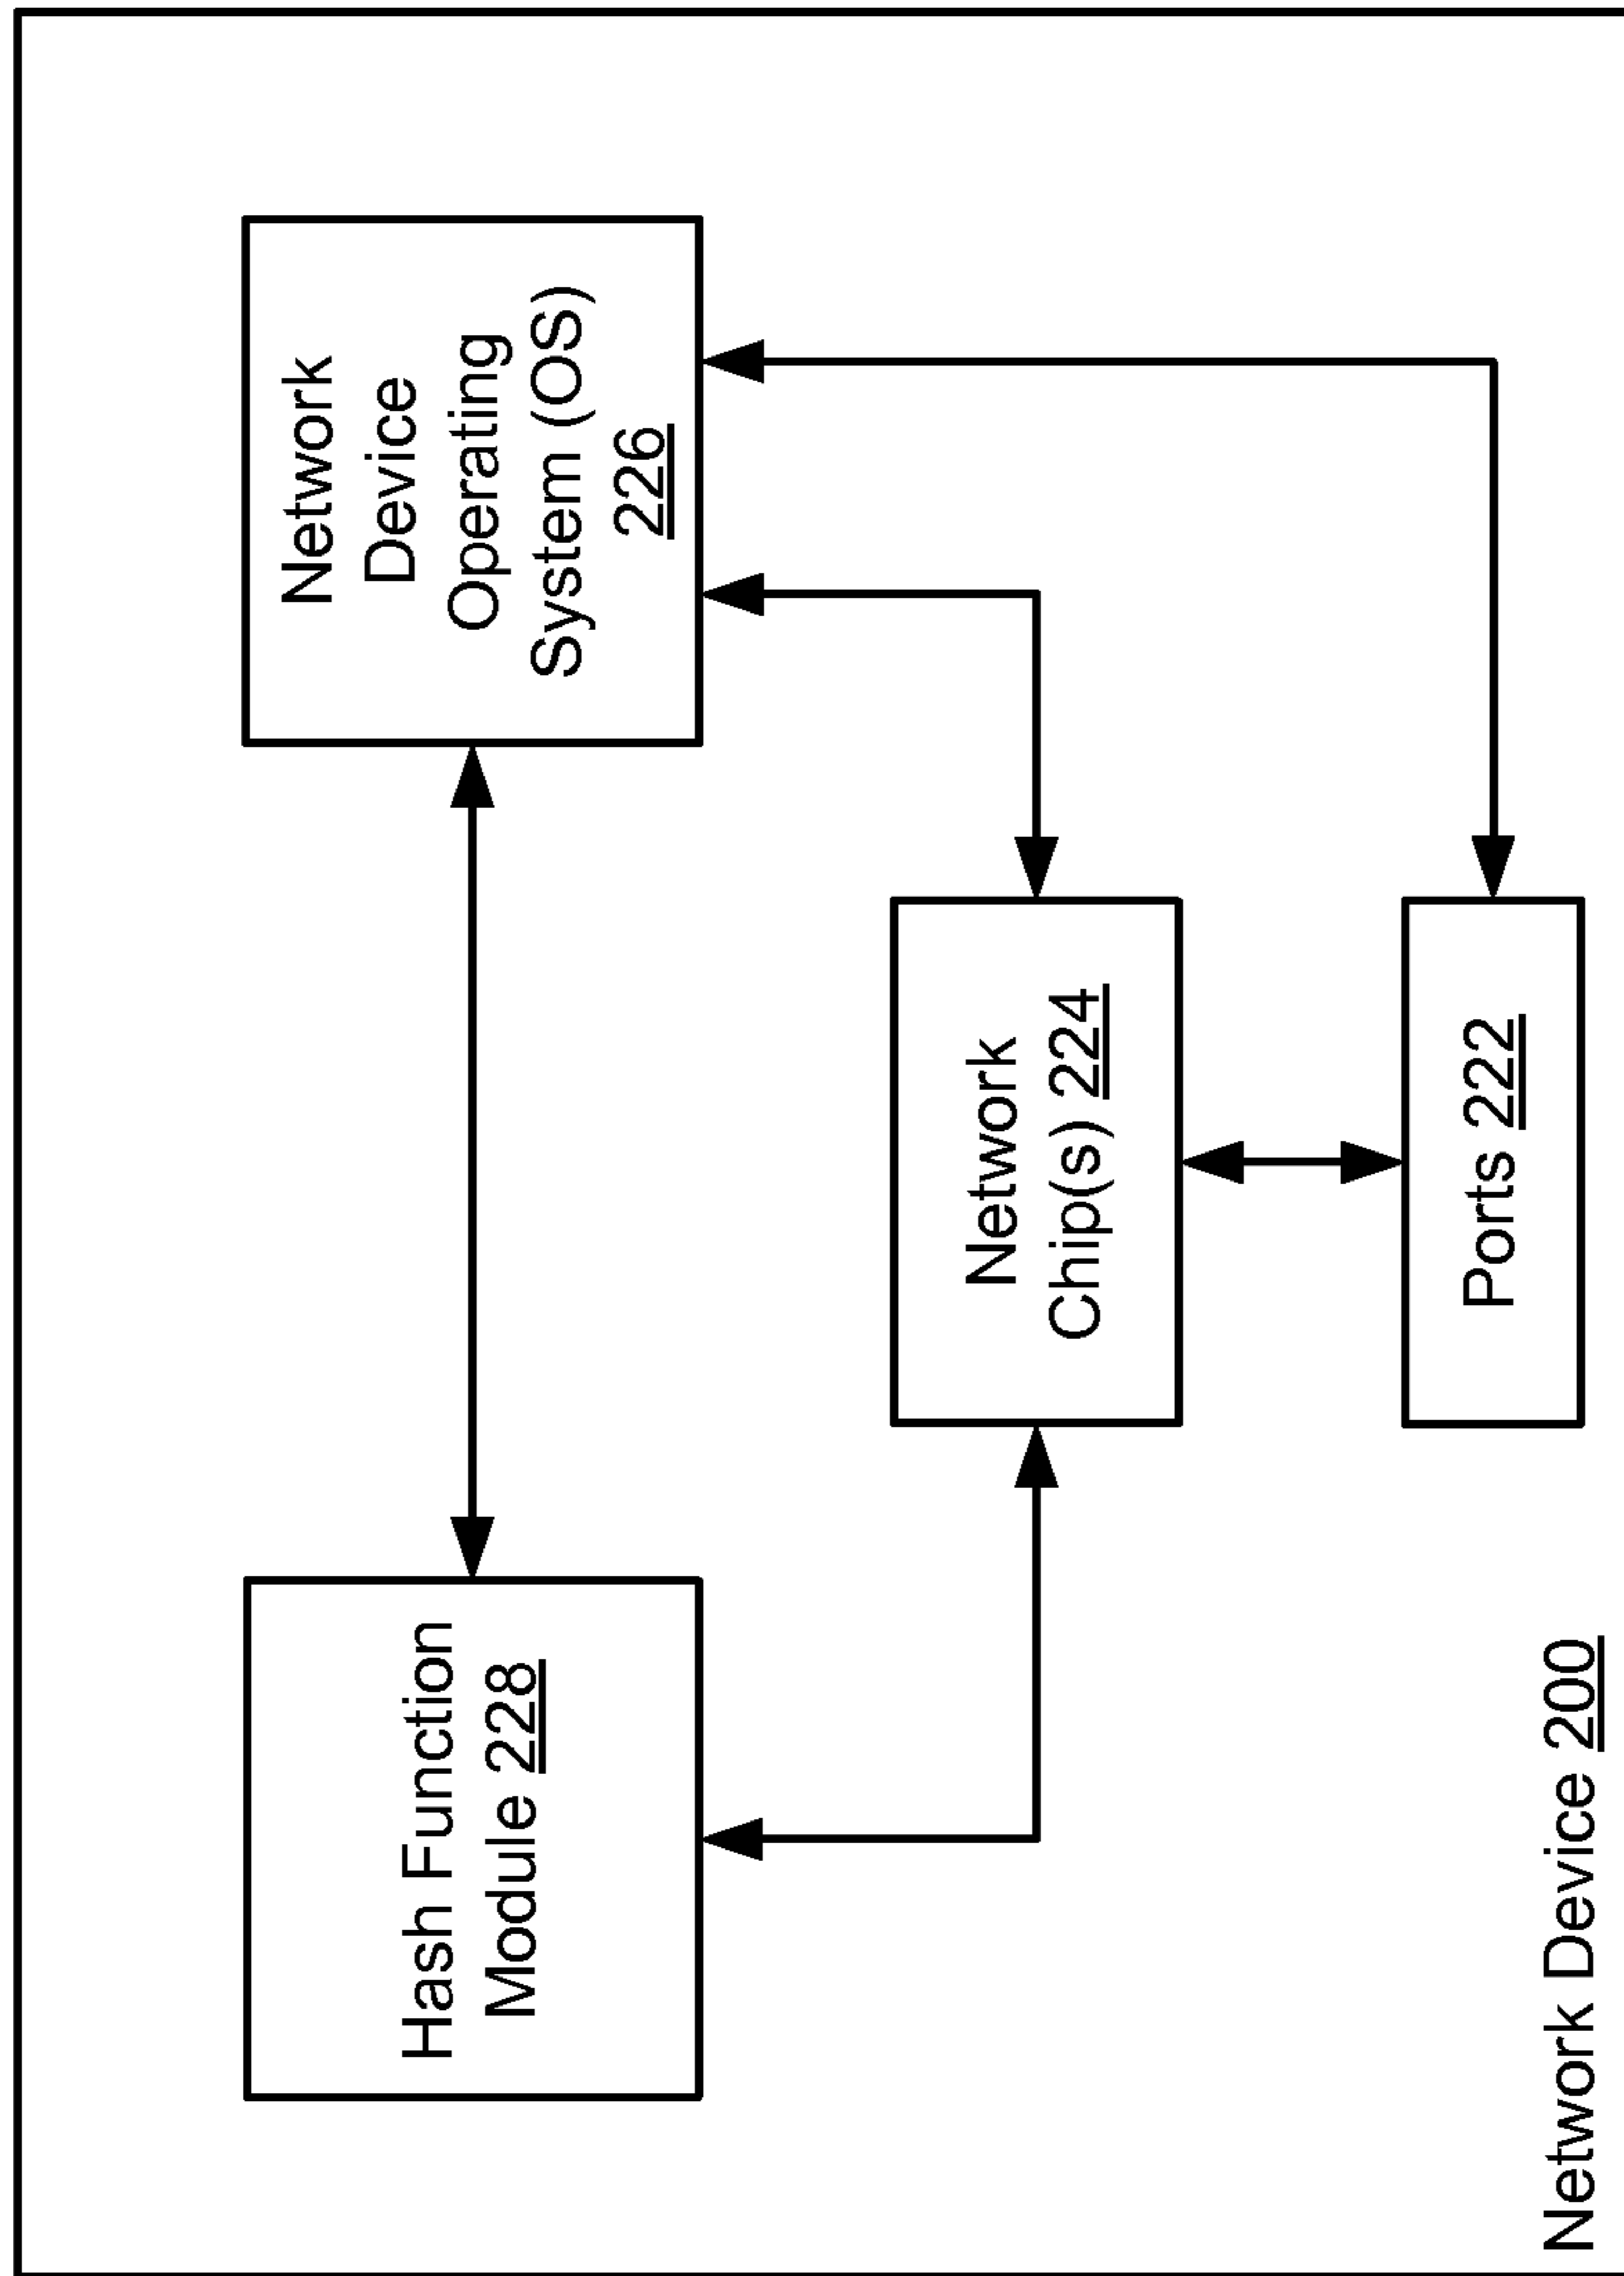 Hash Function
Module 228
Network
Device
Operating
System (OS)
226
Network
Chip(s) 224
Ports 222
Network Device 200